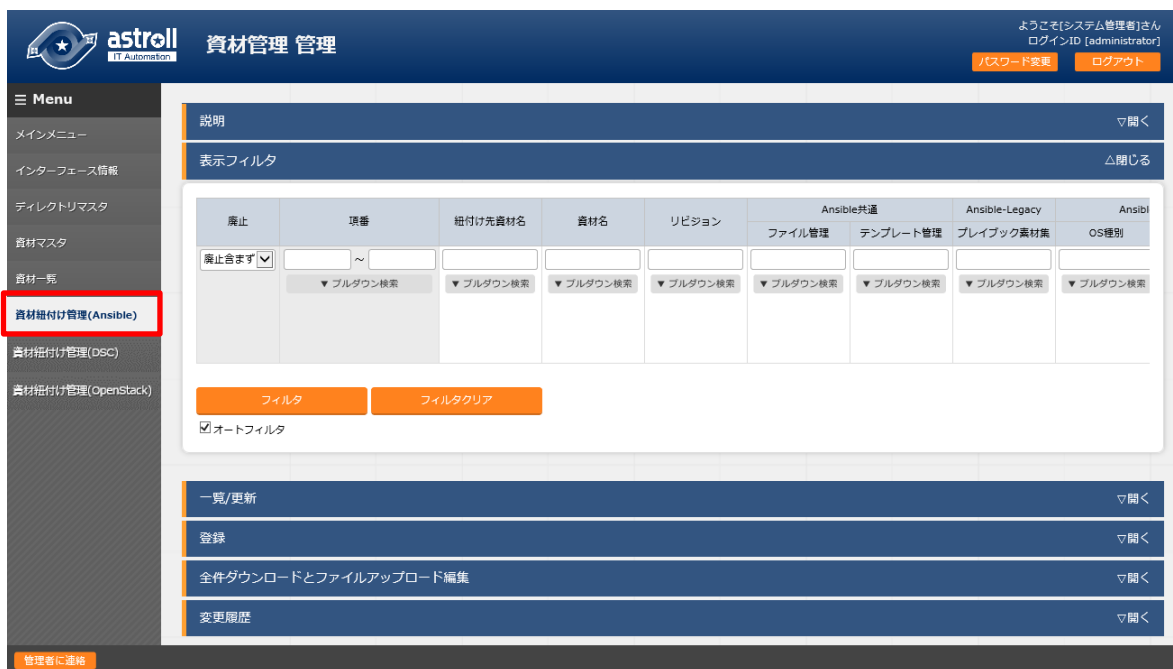 astroll
IT Automation
資材管理 管理
ようこそ[システム管理者]さん
ログインID [administrator]
パスワード変更
ログアウト
☰ Menu
メインメニュー
インターフェース情報
ディレクトリマスタ
資材マスタ
資材一覧
資材紐付け管理(Ansible)
資材紐付け管理(DSC)
資材紐付け管理(OpenStack)
説明 ▽開く
表示フィルタ △閉じる
廃止 項番 紐付け先資材名 資材名 リビジョン Ansible共通 Ansible-Legacy Ansibl
ファイル管理 テンプレート管理 プレイブック素材集 OS種別
廃止含まず ～
▼ プルダウン検索 ▼ プルダウン検索 ▼ プルダウン検索 ▼ プルダウン検索 ▼ プルダウン検索 ▼ プルダウン検索 ▼ プルダウン検索 ▼ プルダウン検索
フィルタ フィルタクリア
オートフィルタ
一覧/更新 ▽開く
登録 ▽開く
全件ダウンロードとファイルアップロード編集 ▽開く
変更履歴 ▽開く
管理者に連絡